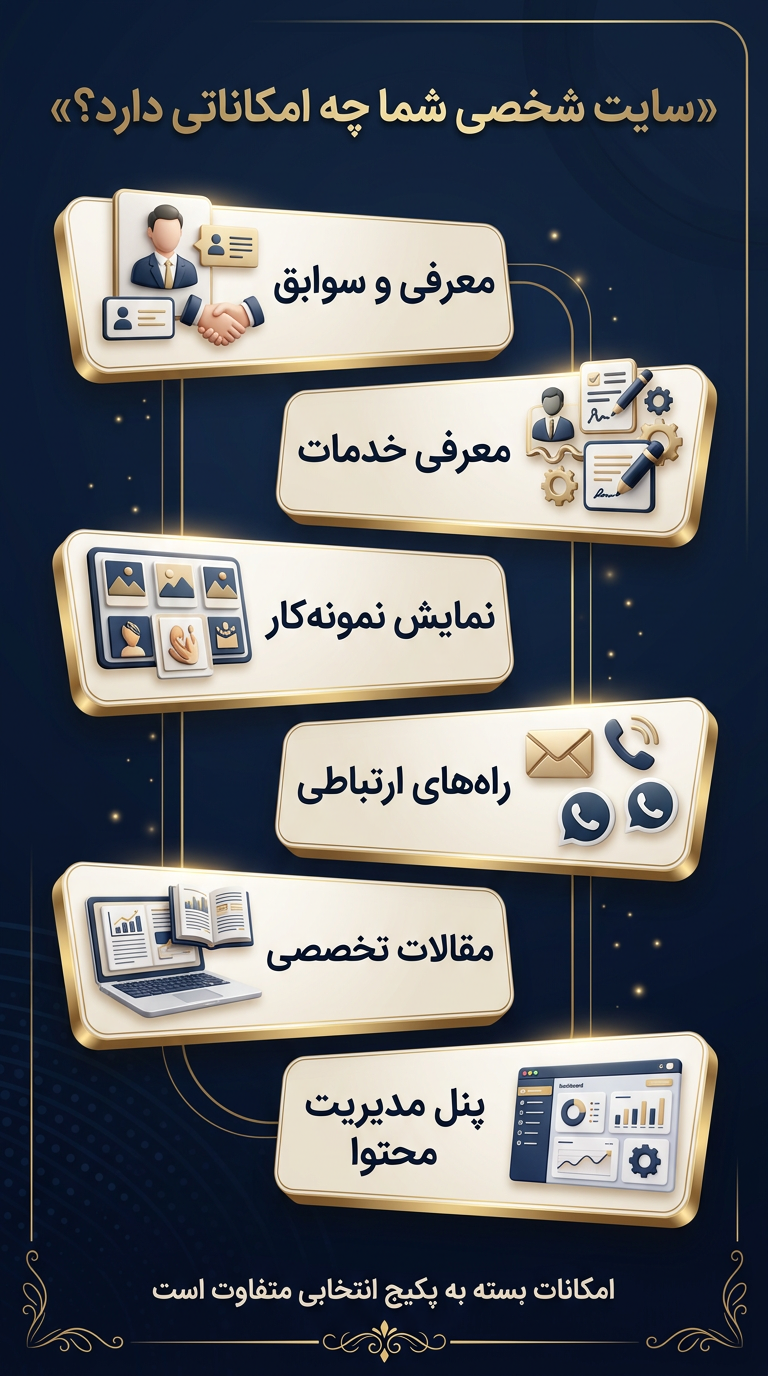 «سایت شخصی شما چه امکاناتی دارد؟»
معرفی و سوابق
معرفی خدمات
نمایش نمونه‌کار
راه‌های ارتباطی
مقالات تخصصی
پنل مدیریت
محتوا
Dashboard
امکانات بسته به پکیج انتخابی متفاوت است